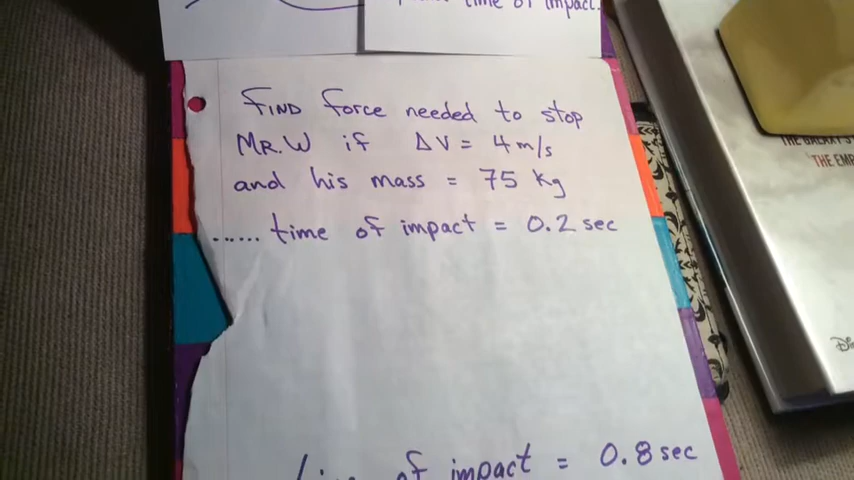 time of impact.
FIND force needed to stop
MR.W if ΔV = 4 m/s
and his mass = 75 Kg
...... time of impact = 0.2 sec
time of impact = 0.8 sec
THE EMP